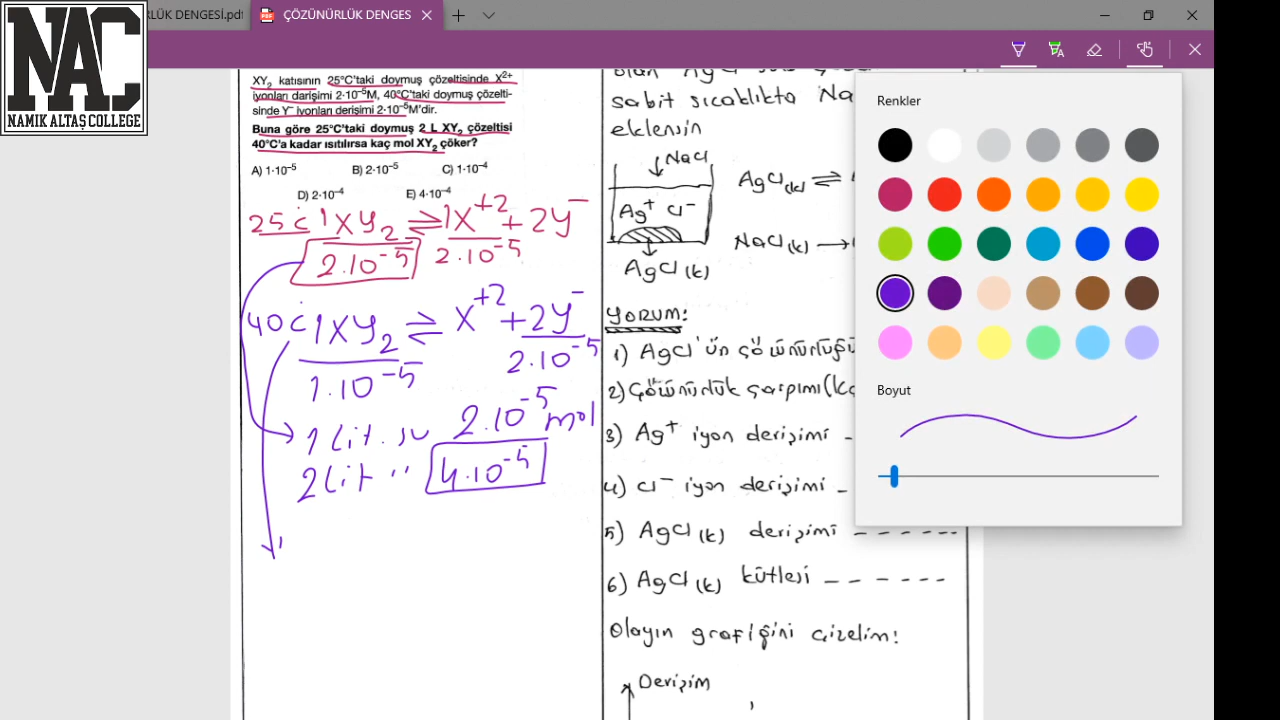 RLÜK DENGESİ.pdf
ÇÖZÜNÜRLÜK DENGES
NAC
NAMIK ALTAŞ COLLEGE
XY2 katısının 25°C'taki doymuş çözeltisinde X2+
iyonları darişimi 2·10⁻⁵M, 40°C'taki doymuş çözelti-
sinde Y⁻ iyonları derişimi 2·10⁻⁵M'dir.
Buna göre 25°C'taki doymuş 2 L XY₂ çözeltisi
40°C'a kadar ısıtılırsa kaç mol XY₂ çöker?
A) 1·10⁻⁵ B) 2·10⁻⁵ C) 1·10⁻⁴
D) 2·10⁻⁴ E) 4·10⁻⁴
25 c 1XY₂ ⇌ 1X⁺² + 2Y⁻
2.10⁻⁵ 2.10⁻⁵
40 c 1XY₂ ⇌ X⁺² + 2Y⁻
1.10⁻⁵ 2.10⁻⁵
1 Lit. su 2.10⁻⁵ mol
2 Lit " 4.10⁻⁵
sabit sıcaklıkta Na
eklensin
NaCl
Ag⁺ Cl⁻
AgCl(k)
AgCl(k) ⇌
NaCl(k) →
YORUM:
1) AgCl'ün çözünürlüğü
2) Çözünürlük çarpımı (Kç
3) Ag⁺ iyon derişimi –
4) Cl⁻ iyon derişimi –
5) AgCl(k) derişimi – – – – – –
6) AgCl(k) kütlesi – – – – – –
Olayın grafiğini çizelim!
Derişim
Renkler
Boyut